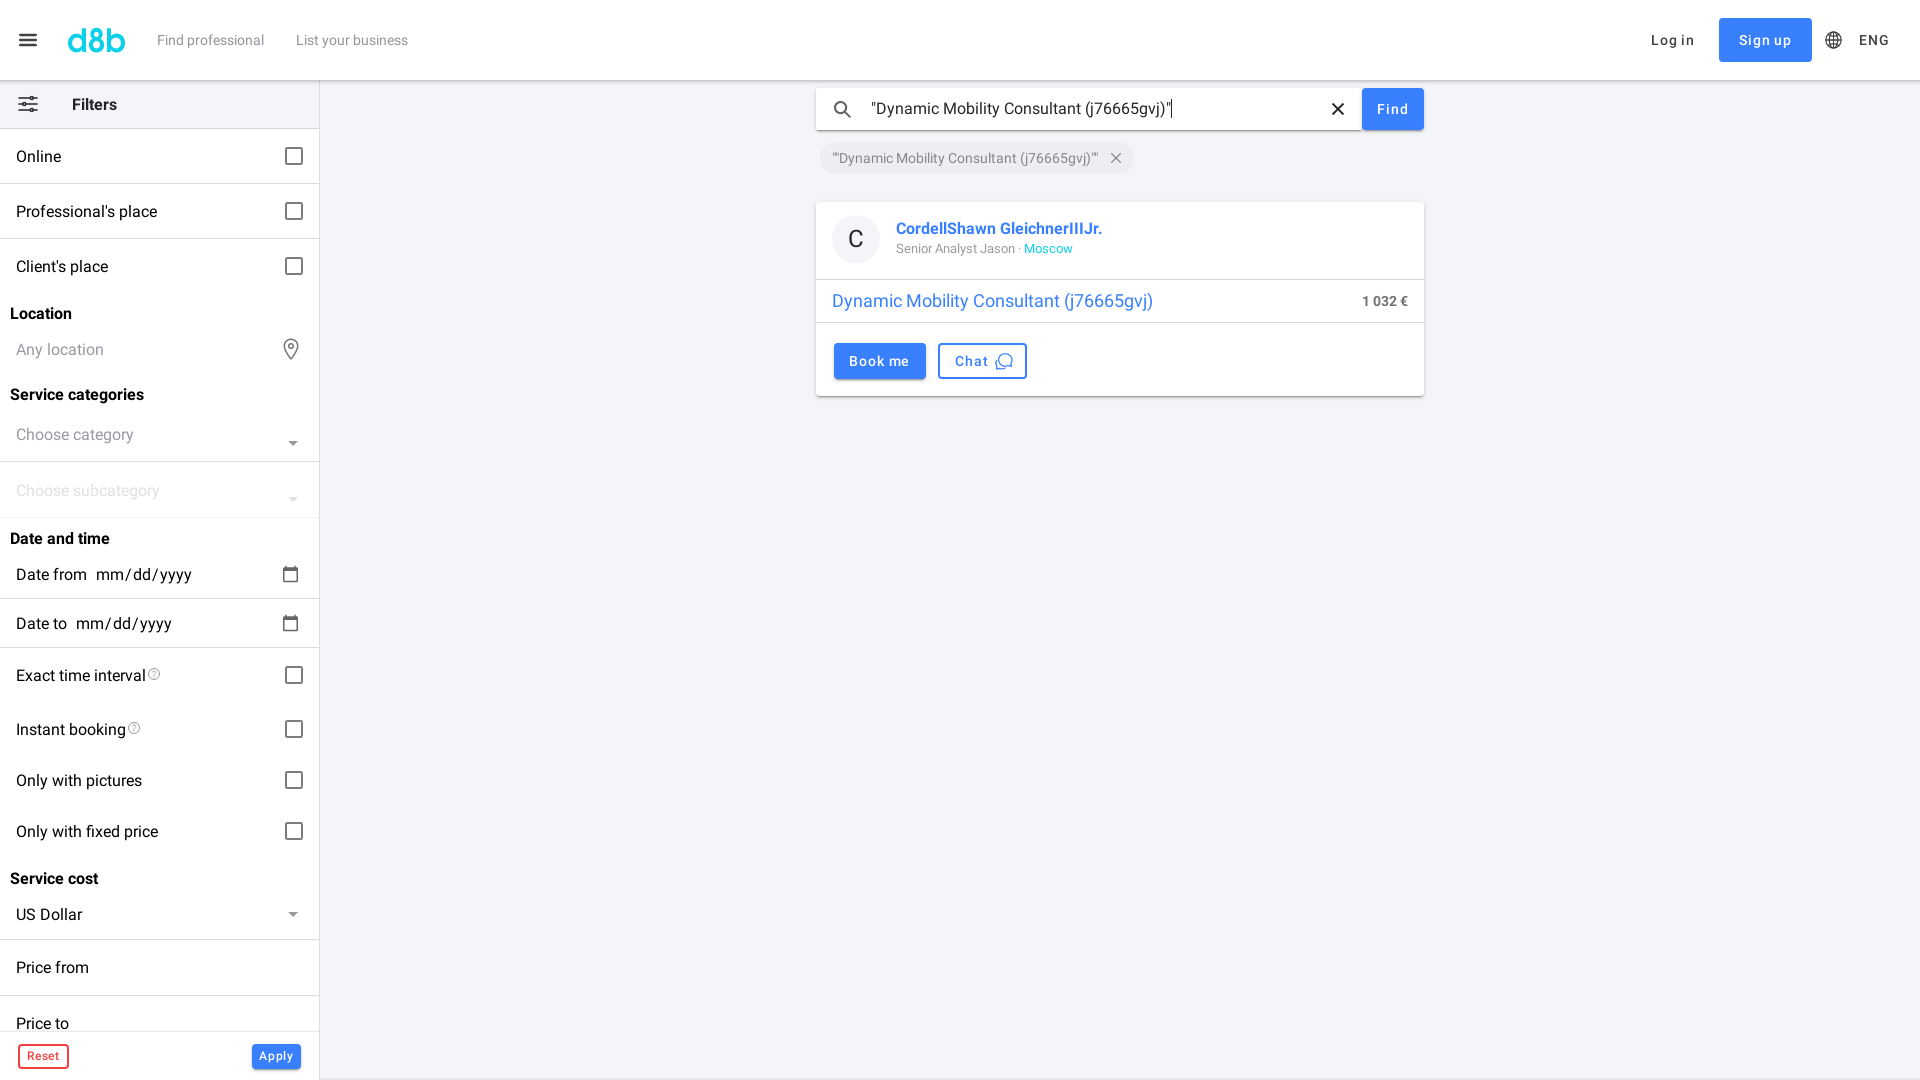 d8b
Find professional
List your business
Log in
Sign up
ENG
Filters
Online
Professional's place
Client's place
Location
Any location
Service categories
Choose category
Choose subcategory
Date and time
Date from mm/dd/yyyy
Date to mm/dd/yyyy
Exact time interval
Instant booking
Only with pictures
Only with fixed price
Service cost
US Dollar
Price from
Price to
Reset
Apply
"Dynamic Mobility Consultant (j76665gvj)"
Find
""Dynamic Mobility Consultant (j76665gvj)""
C
CordellShawn GleichnerIIIJr.
Senior Analyst Jason · Moscow
Dynamic Mobility Consultant (j76665gvj)
1 032 €
Book me
Chat